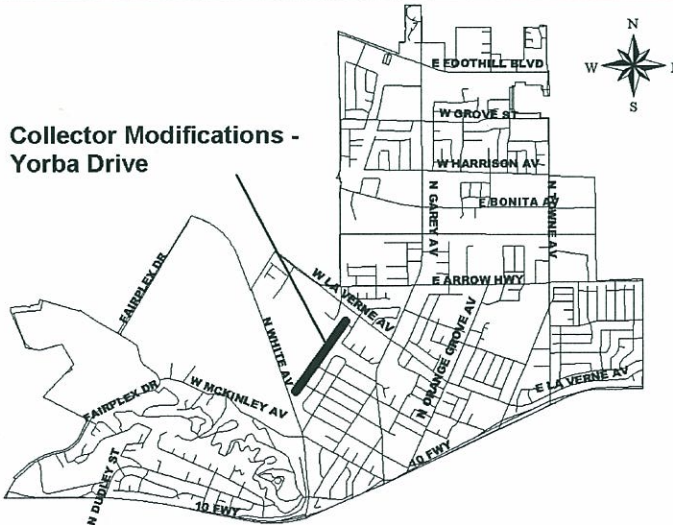 N
W
S
E FOOTHILL BLVD
W GROVE ST
Collector Modifications -
Yorba Drive
W HARRISON AV
E BONITA AV
N GAREY AV
N TOWNE AV
FAIRPLEX DR
W LA VERNE AV
E ARROW HWY
N WHITE AV
N ORANGE GROVE AV
E LA VERNE AV
W MCKINLEY AV
FAIRPLEX DR
10 FWY
N DUDLEY ST
10 FWY